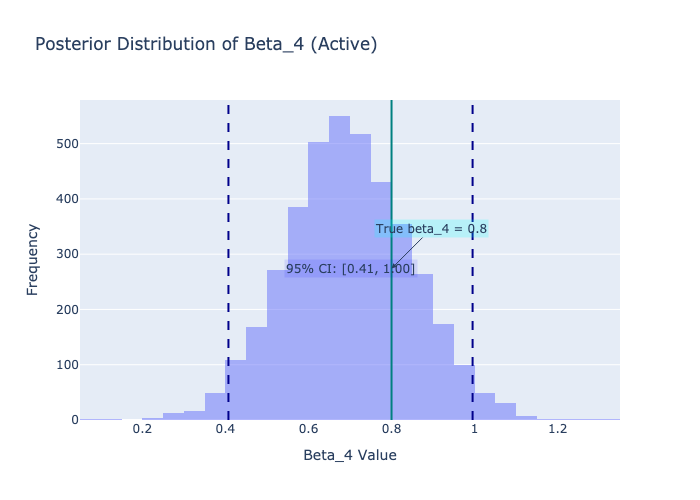 Posterior Distribution of Beta_4 (Active)
Frequency
500
400
300
200
100
0
True beta_4 = 0.8
95% CI: [0.41, 1.00]
0.2
0.4
0.6
0.8
1
1.2
Beta_4 Value